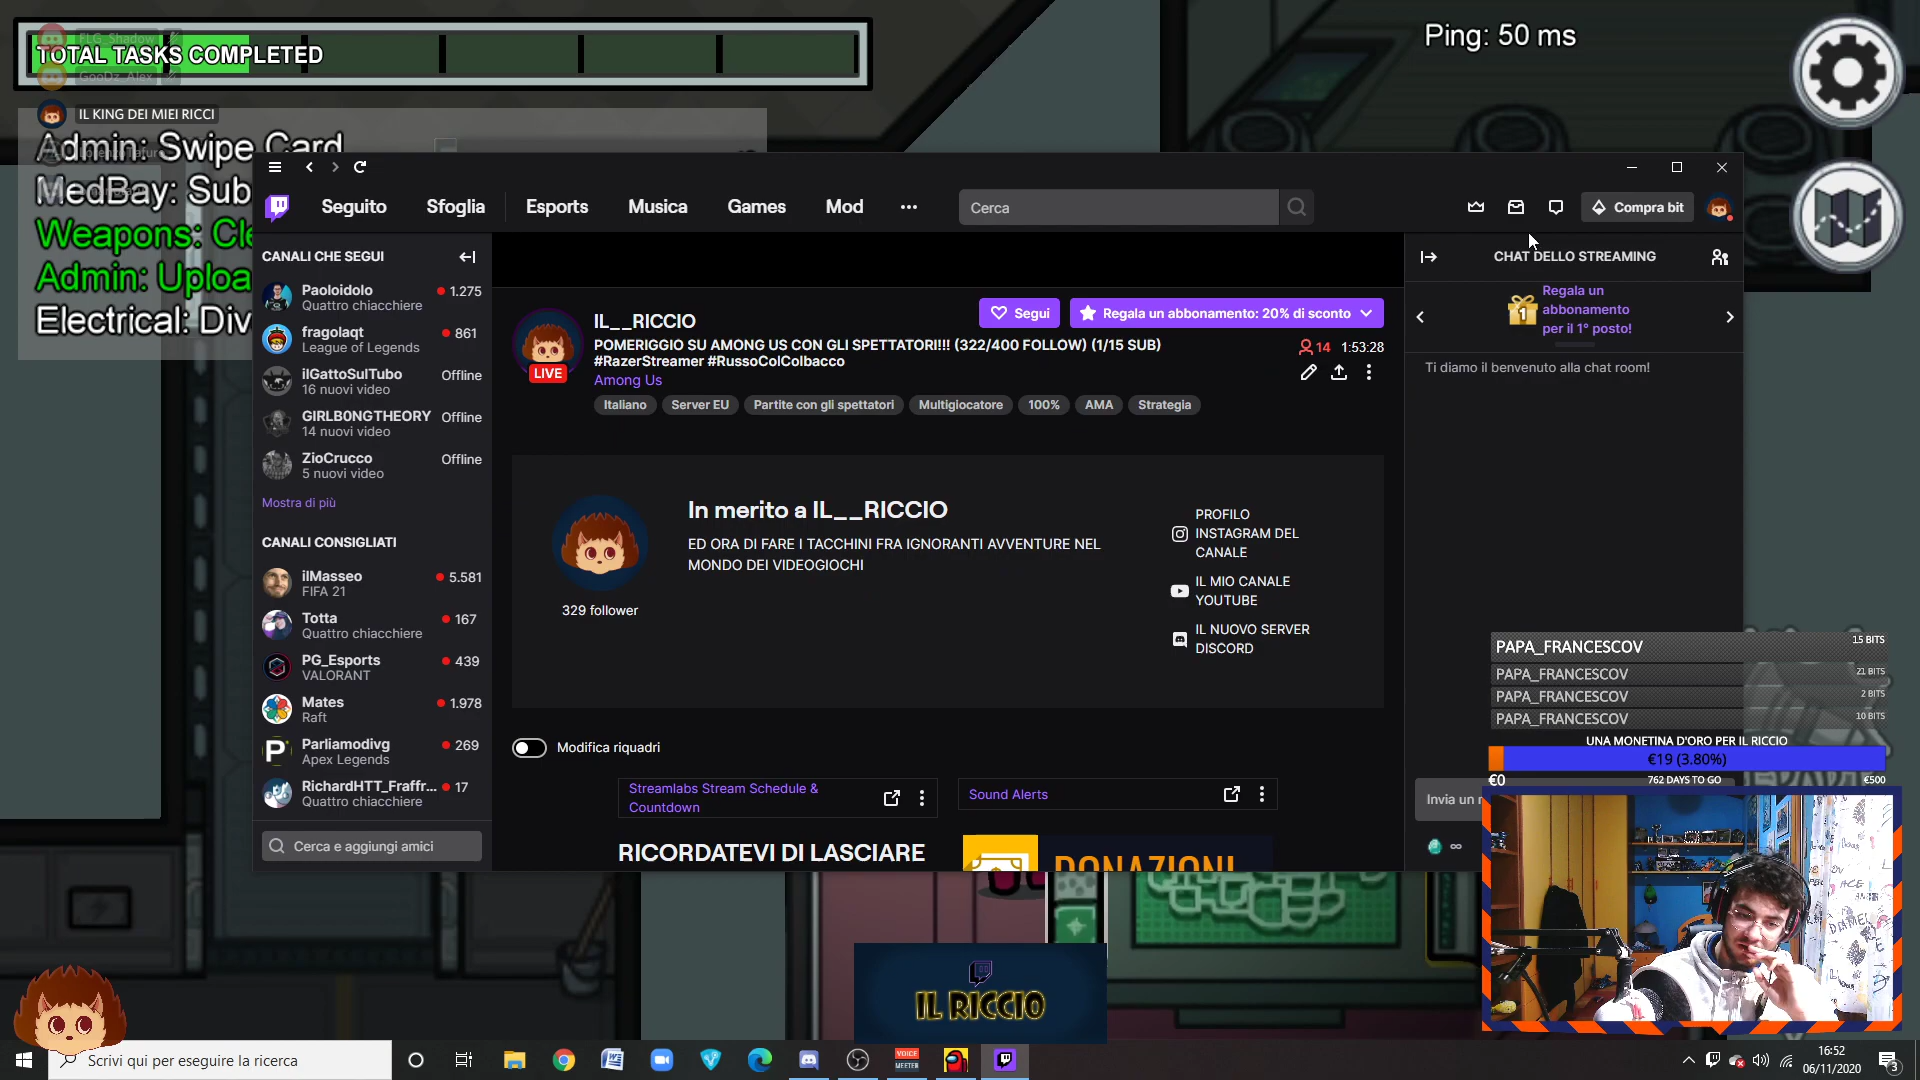 FLG_Shadow
TOTAL TASKS COMPLETED
GooDz_Alex
Ping: 50 ms
IL KING DEI MIEI RICCI
Admin: Swipe Card
MedBay: Sub
Weapons: Cle
Admin: Uploa
Electrical: Div
Seguito
Sfoglia
Esports
Musica
Games
Mod
Cerca
Compra bit
CANALI CHE SEGUI
Paoloidolo
1.275
Quattro chiacchiere
fragolaqt
861
League of Legends
ilGattoSulTubo
Offline
16 nuovi video
GIRLB0NGTHEORY
Offline
14 nuovi video
ZioCrucco
Offline
5 nuovi video
Mostra di più
CANALI CONSIGLIATI
ilMasseo
5.581
FIFA 21
Totta
167
Quattro chiacchiere
PG_Esports
439
VALORANT
Mates
1.978
Raft
Parliamodivg
269
Apex Legends
RichardHTT_Fraffr...
17
Quattro chiacchiere
Cerca e aggiungi amici
LIVE
IL__RICCIO
Segui
Regala un abbonamento: 20% di sconto
POMERIGGIO SU AMONG US CON GLI SPETTATORI!!! (322/400 FOLLOW) (1/15 SUB)
#RazerStreamer #RussoColColbacco
14
1:53:28
Among Us
Italiano
Server EU
Partite con gli spettatori
Multigiocatore
100%
AMA
Strategia
In merito a IL__RICCIO
ED ORA DI FARE I TACCHINI FRA IGNORANTI AVVENTURE NEL
MONDO DEI VIDEOGIOCHI
329 follower
PROFILO
INSTAGRAM DEL
CANALE
IL MIO CANALE
YOUTUBE
IL NUOVO SERVER
DISCORD
Modifica riquadri
Streamlabs Stream Schedule &
Countdown
Sound Alerts
RICORDATEVI DI LASCIARE
DONAZIONI
CHAT DELLO STREAMING
1
Regala un
abbonamento
per il 1° posto!
Ti diamo il benvenuto alla chat room!
Invia un
PAPA_FRANCESCOV
15 BITS
PAPA_FRANCESCOV
21 BITS
PAPA_FRANCESCOV
2 BITS
PAPA_FRANCESCOV
10 BITS
UNA MONETINA D'ORO PER IL RICCIO
€19 (3.80%)
€0
762 DAYS TO GO
€500
IL RICCIO
Scrivi qui per eseguire la ricerca
VOICE
MEETER
16:52
06/11/2020
3